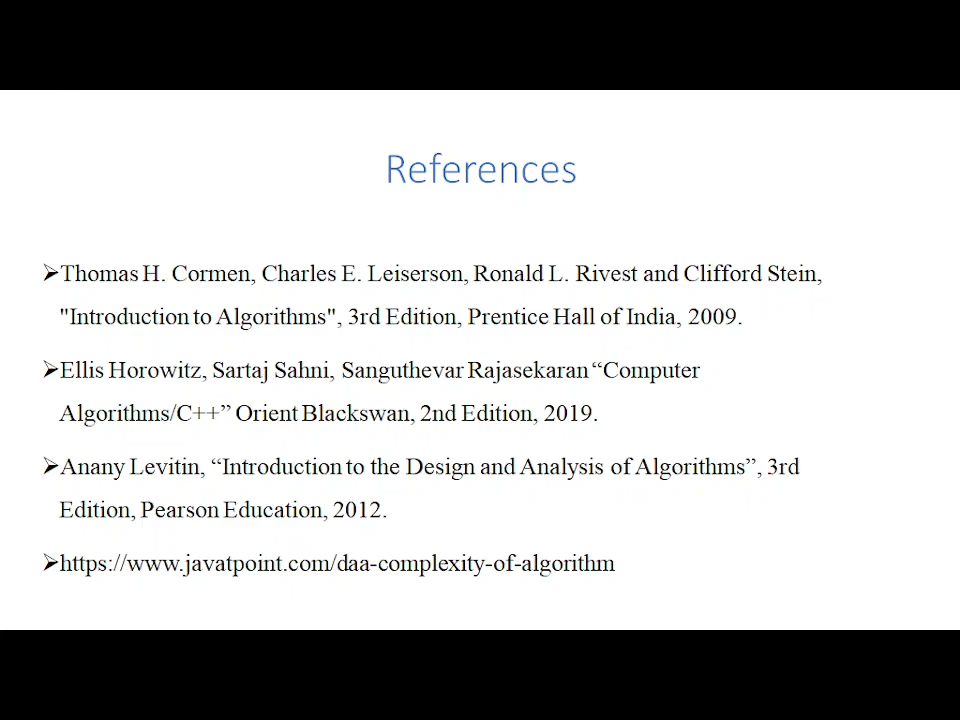 References
➢Thomas H. Cormen, Charles E. Leiserson, Ronald L. Rivest and Clifford Stein,
"Introduction to Algorithms", 3rd Edition, Prentice Hall of India, 2009.
➢Ellis Horowitz, Sartaj Sahni, Sanguthevar Rajasekaran “Computer
Algorithms/C++” Orient Blackswan, 2nd Edition, 2019.
➢Anany Levitin, “Introduction to the Design and Analysis of Algorithms”, 3rd
Edition, Pearson Education, 2012.
➢https://www.javatpoint.com/daa-complexity-of-algorithm